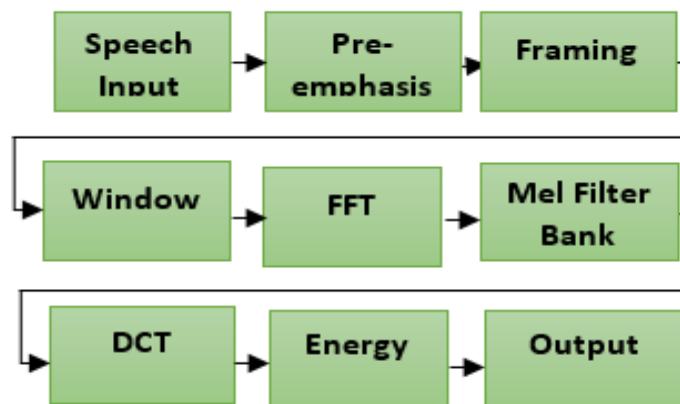 Speech
Input
Pre-
emphasis
Framing
Window
FFT
Mel Filter
Bank
DCT
Energy
Output